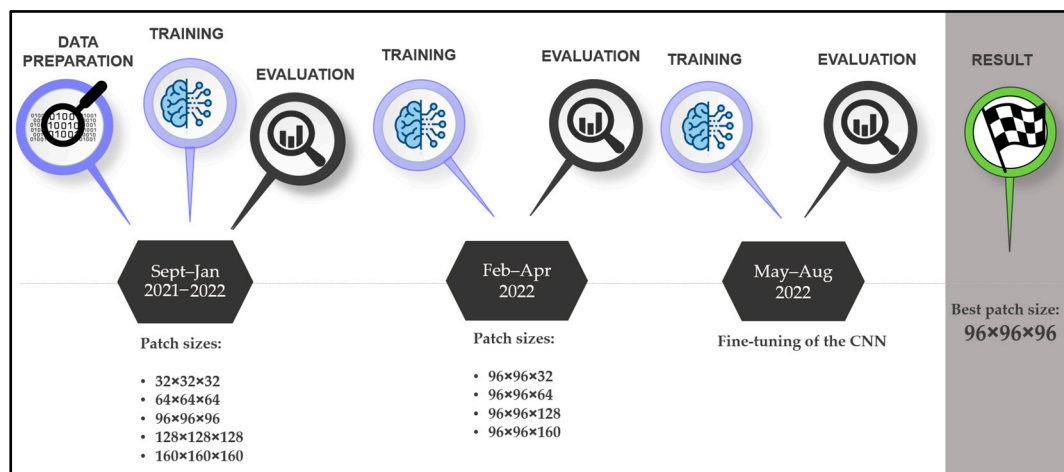 DATA
PREPARATION
TRAINING
EVALUATION
TRAINING
EVALUATION
TRAINING
EVALUATION
RESULT
Sept–Jan
2021–2022
Feb–Apr
2022
May–Aug
2022
Patch sizes:
• 32×32×32
• 64×64×64
• 96×96×96
• 128×128×128
• 160×160×160
Patch sizes:
• 96×96×32
• 96×96×64
• 96×96×128
• 96×96×160
Fine-tuning of the CNN
Best patch size:
96×96×96